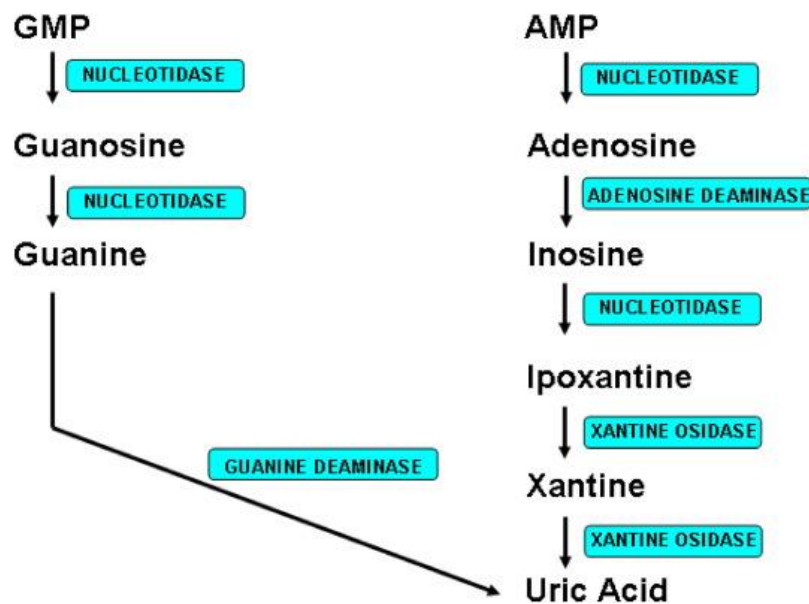 GMP
NUCLEOTIDASE
Guanosine
NUCLEOTIDASE
Guanine
GUANINE DEAMINASE
AMP
NUCLEOTIDASE
Adenosine
ADENOSINE DEAMINASE
Inosine
NUCLEOTIDASE
Ipoxantine
XANTINE OSIDASE
Xantine
XANTINE OSIDASE
Uric Acid